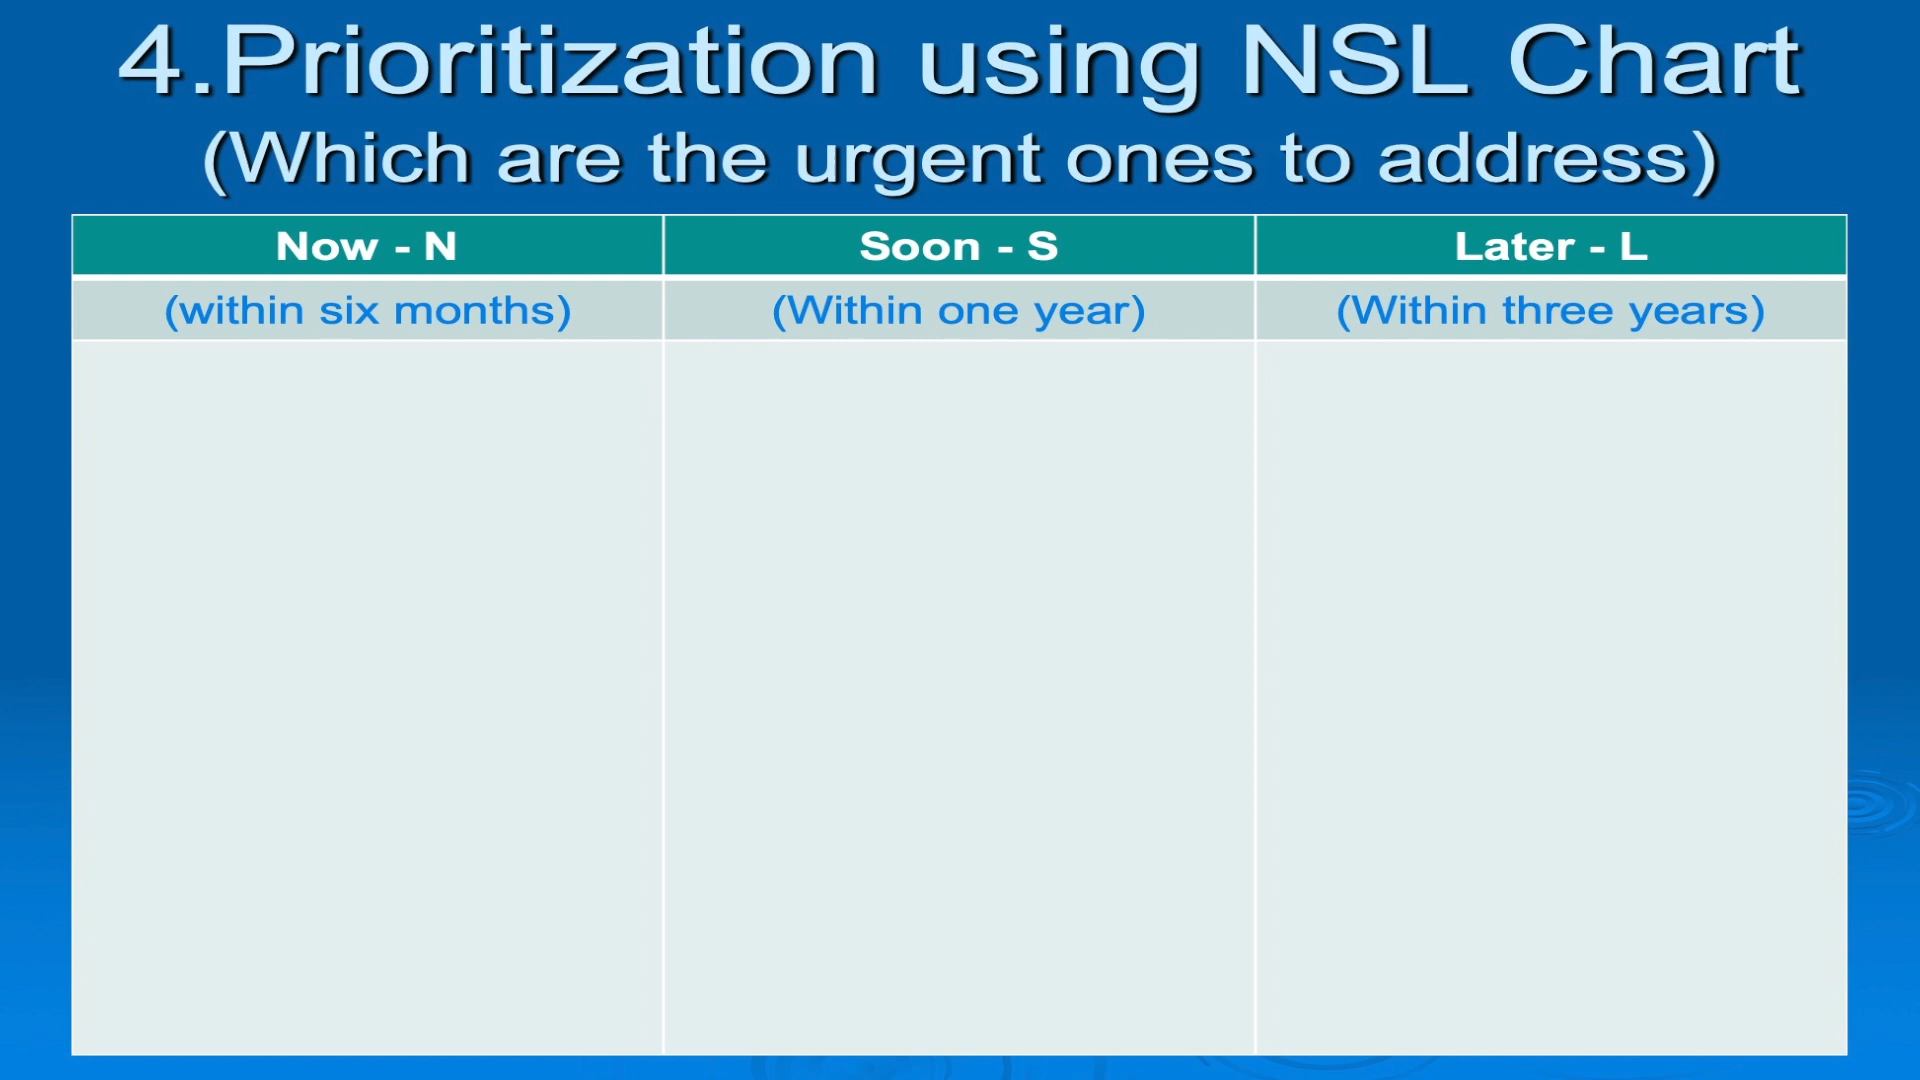 4.Prioritization using NSL Chart
(Which are the urgent ones to address)
Now - N
Soon - S
Later - L
(within six months)
(Within one year)
(Within three years)